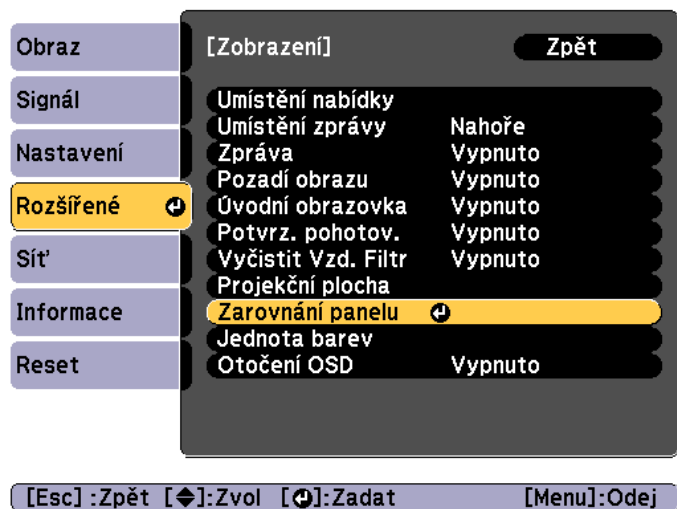 Obraz
Signál
Nastavení
Rozšířené
Síť
Informace
Reset
[Zobrazení] Zpět
Umístění nabídky
Umístění zprávy Nahoře
Zpráva Vypnuto
Pozadí obrazu Vypnuto
Úvodní obrazovka Vypnuto
Potvrz. pohotov. Vypnuto
Vyčistit Vzd. Filtr Vypnuto
Projekční plocha
Zarovnání panelu
Jednota barev
Otočení OSD Vypnuto
[Esc] :Zpět [◆]:Zvol [⏎]:Zadat [Menu]:Odej